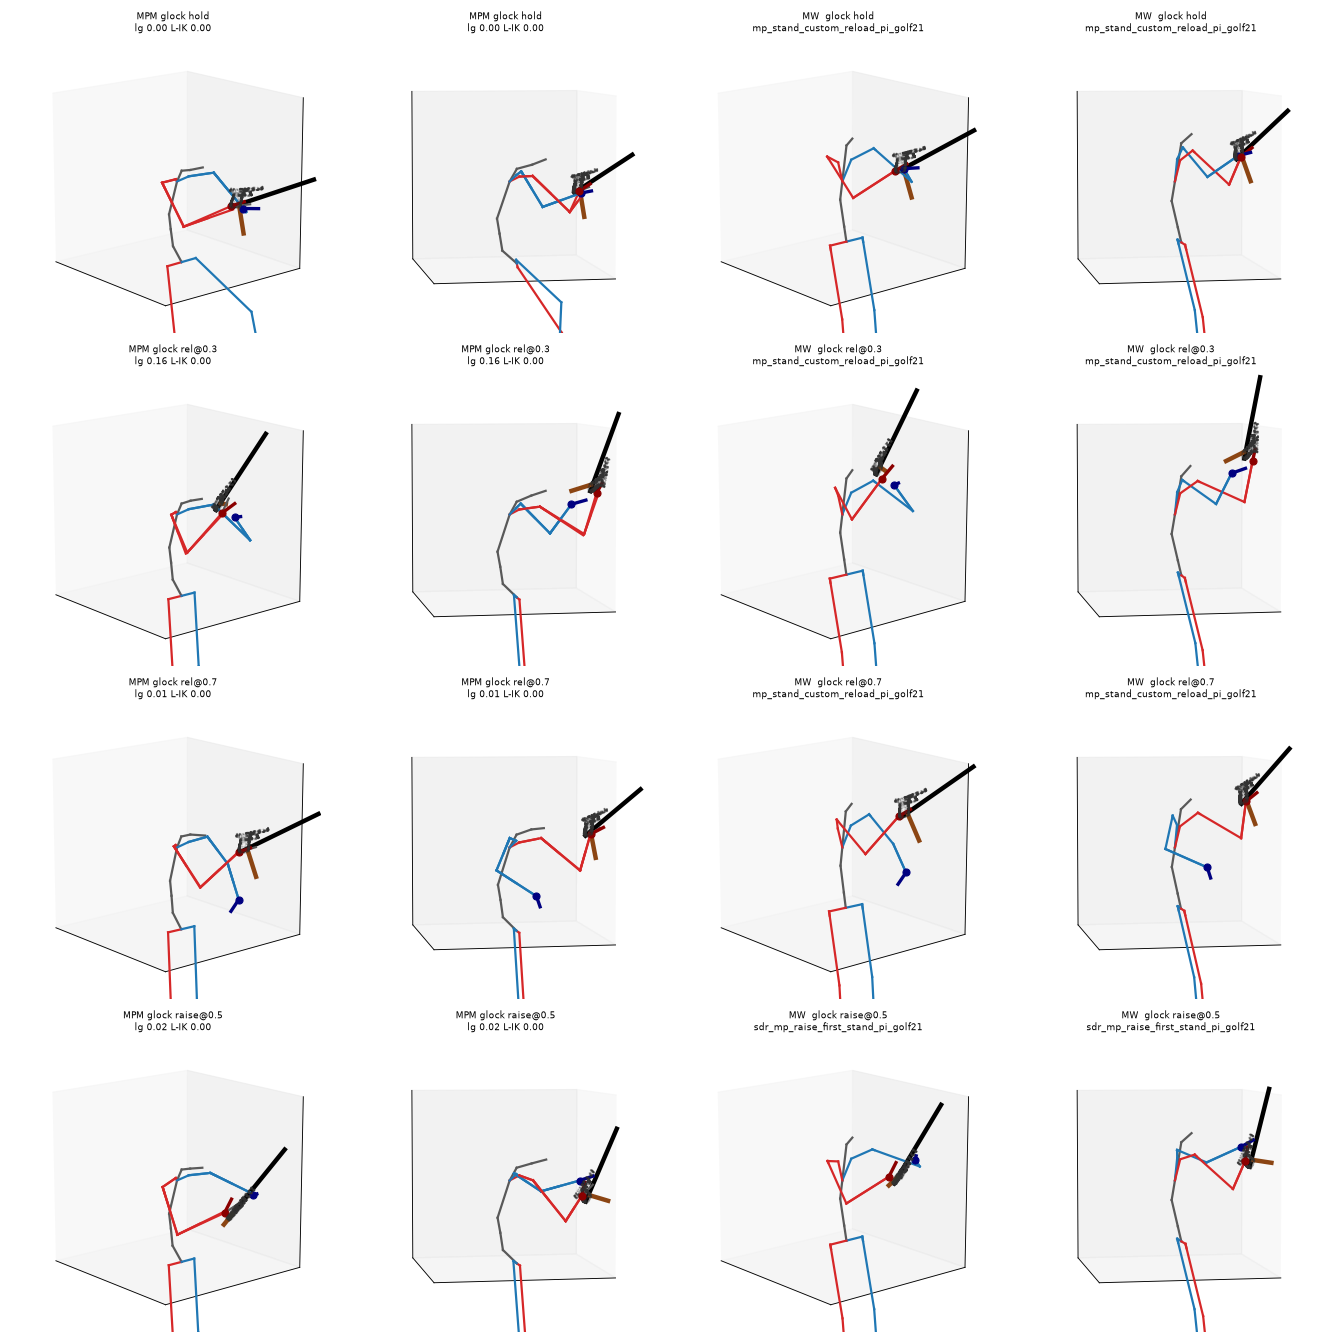 MPM glock hold
lg 0.00 L-IK 0.00
MPM glock hold
lg 0.00 L-IK 0.00
MW  glock hold
mp_stand_custom_reload_pi_golf21
MW  glock hold
mp_stand_custom_reload_pi_golf21
MPM glock rel@0.3
lg 0.16 L-IK 0.00
MPM glock rel@0.3
lg 0.16 L-IK 0.00
MW  glock rel@0.3
mp_stand_custom_reload_pi_golf21
MW  glock rel@0.3
mp_stand_custom_reload_pi_golf21
MPM glock rel@0.7
lg 0.01 L-IK 0.00
MPM glock rel@0.7
lg 0.01 L-IK 0.00
MW  glock rel@0.7
mp_stand_custom_reload_pi_golf21
MW  glock rel@0.7
mp_stand_custom_reload_pi_golf21
MPM glock raise@0.5
lg 0.02 L-IK 0.00
MPM glock raise@0.5
lg 0.02 L-IK 0.00
MW  glock raise@0.5
sdr_mp_raise_first_stand_pi_golf21
MW  glock raise@0.5
sdr_mp_raise_first_stand_pi_golf21